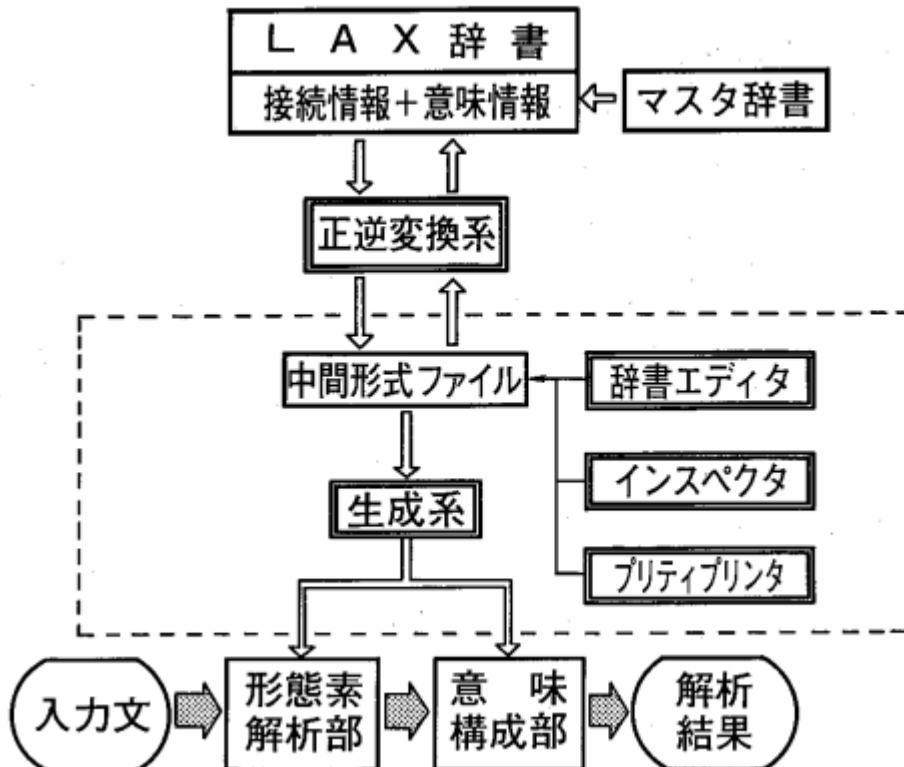 ＬＡＸ辞書
接続情報＋意味情報
マスタ辞書
正逆変換系
中間形式ファイル
辞書エディタ
インスペクタ
生成系
プリティプリンタ
入力文
形態素
解析部
意味
構成部
解析
結果